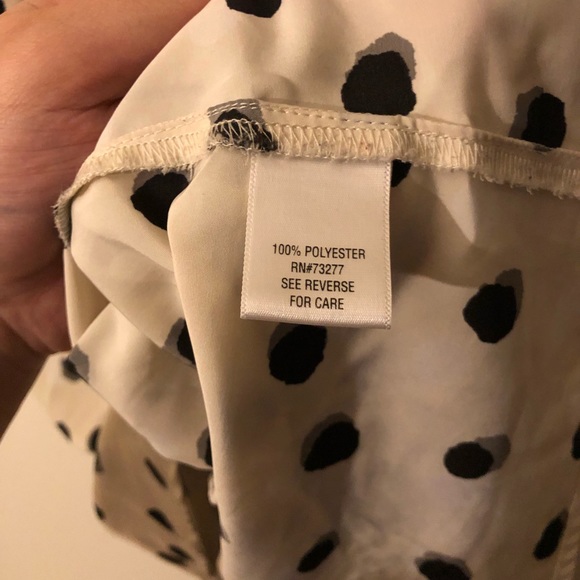 100% POLYESTER
RN#73277
SEE REVERSE
FOR CARE